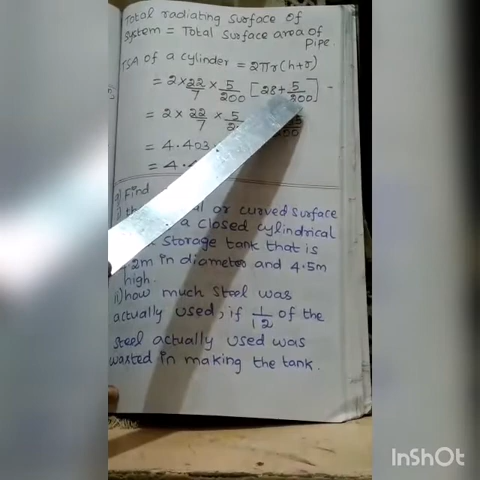 Total radiating surface of
system = Total surface area of
pipe.
TSA of a cylinder = 2πr(h+r)
= 2 × 22/7 × 5/200 [28 + 5/200]
= 2 × 22/7 × 5/
= 4.403
= 4.4
Find
or curved surface
a closed cylindrical
storage tank that is
2m in diameter and 4.5m
high.
ii) how much steel was
actually used, if 1/12 of the
steel actually used was
wasted in making the tank.
InShOt